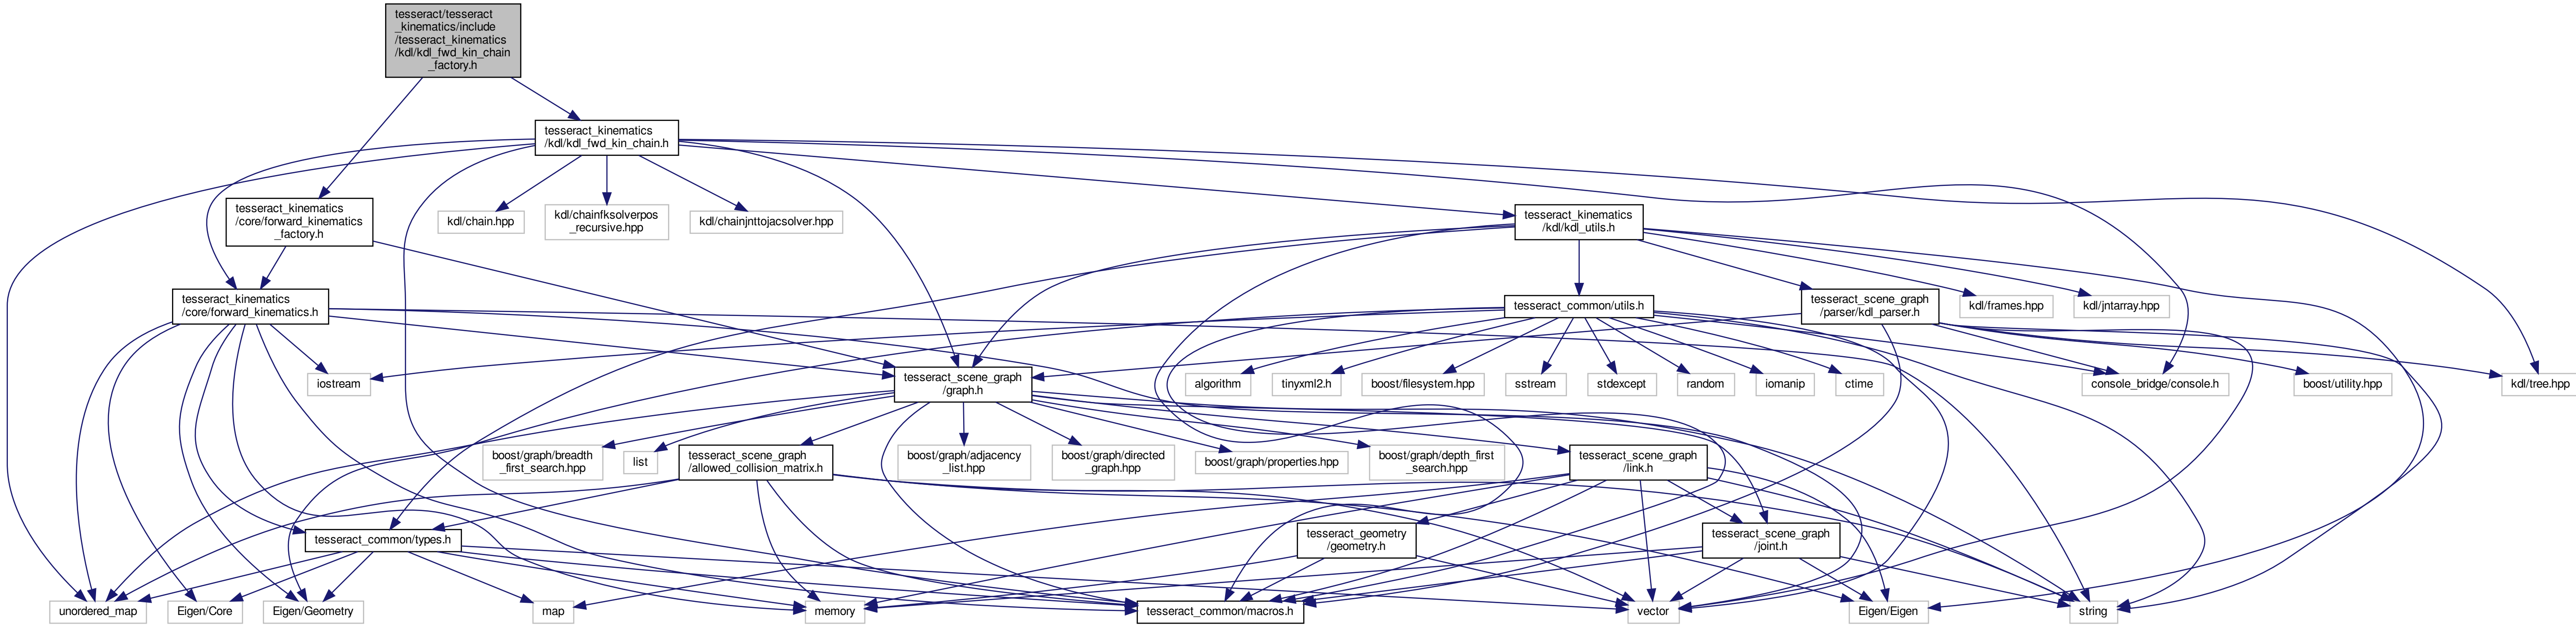 tesseract/tesseract
_kinematics/include
/tesseract_kinematics
/kdl/kdl_fwd_kin_chain
_factory.h
tesseract_kinematics
/kdl/kdl_fwd_kin_chain.h
tesseract_kinematics
/core/forward_kinematics
_factory.h
kdl/chain.hpp
kdl/chainfksolverpos
_recursive.hpp
kdl/chainjnttojacsolver.hpp
tesseract_kinematics
/kdl/kdl_utils.h
tesseract_kinematics
/core/forward_kinematics.h
tesseract_common/utils.h
tesseract_scene_graph
/parser/kdl_parser.h
kdl/frames.hpp
kdl/jntarray.hpp
iostream
tesseract_scene_graph
/graph.h
algorithm
tinyxml2.h
boost/filesystem.hpp
sstream
stdexcept
random
iomanip
ctime
console_bridge/console.h
boost/utility.hpp
kdl/tree.hpp
boost/graph/breadth
_first_search.hpp
list
tesseract_scene_graph
/allowed_collision_matrix.h
boost/graph/adjacency
_list.hpp
boost/graph/directed
_graph.hpp
boost/graph/properties.hpp
boost/graph/depth_first
_search.hpp
tesseract_scene_graph
/link.h
tesseract_common/types.h
tesseract_geometry
/geometry.h
tesseract_scene_graph
/joint.h
unordered_map
Eigen/Core
Eigen/Geometry
map
memory
tesseract_common/macros.h
vector
Eigen/Eigen
string